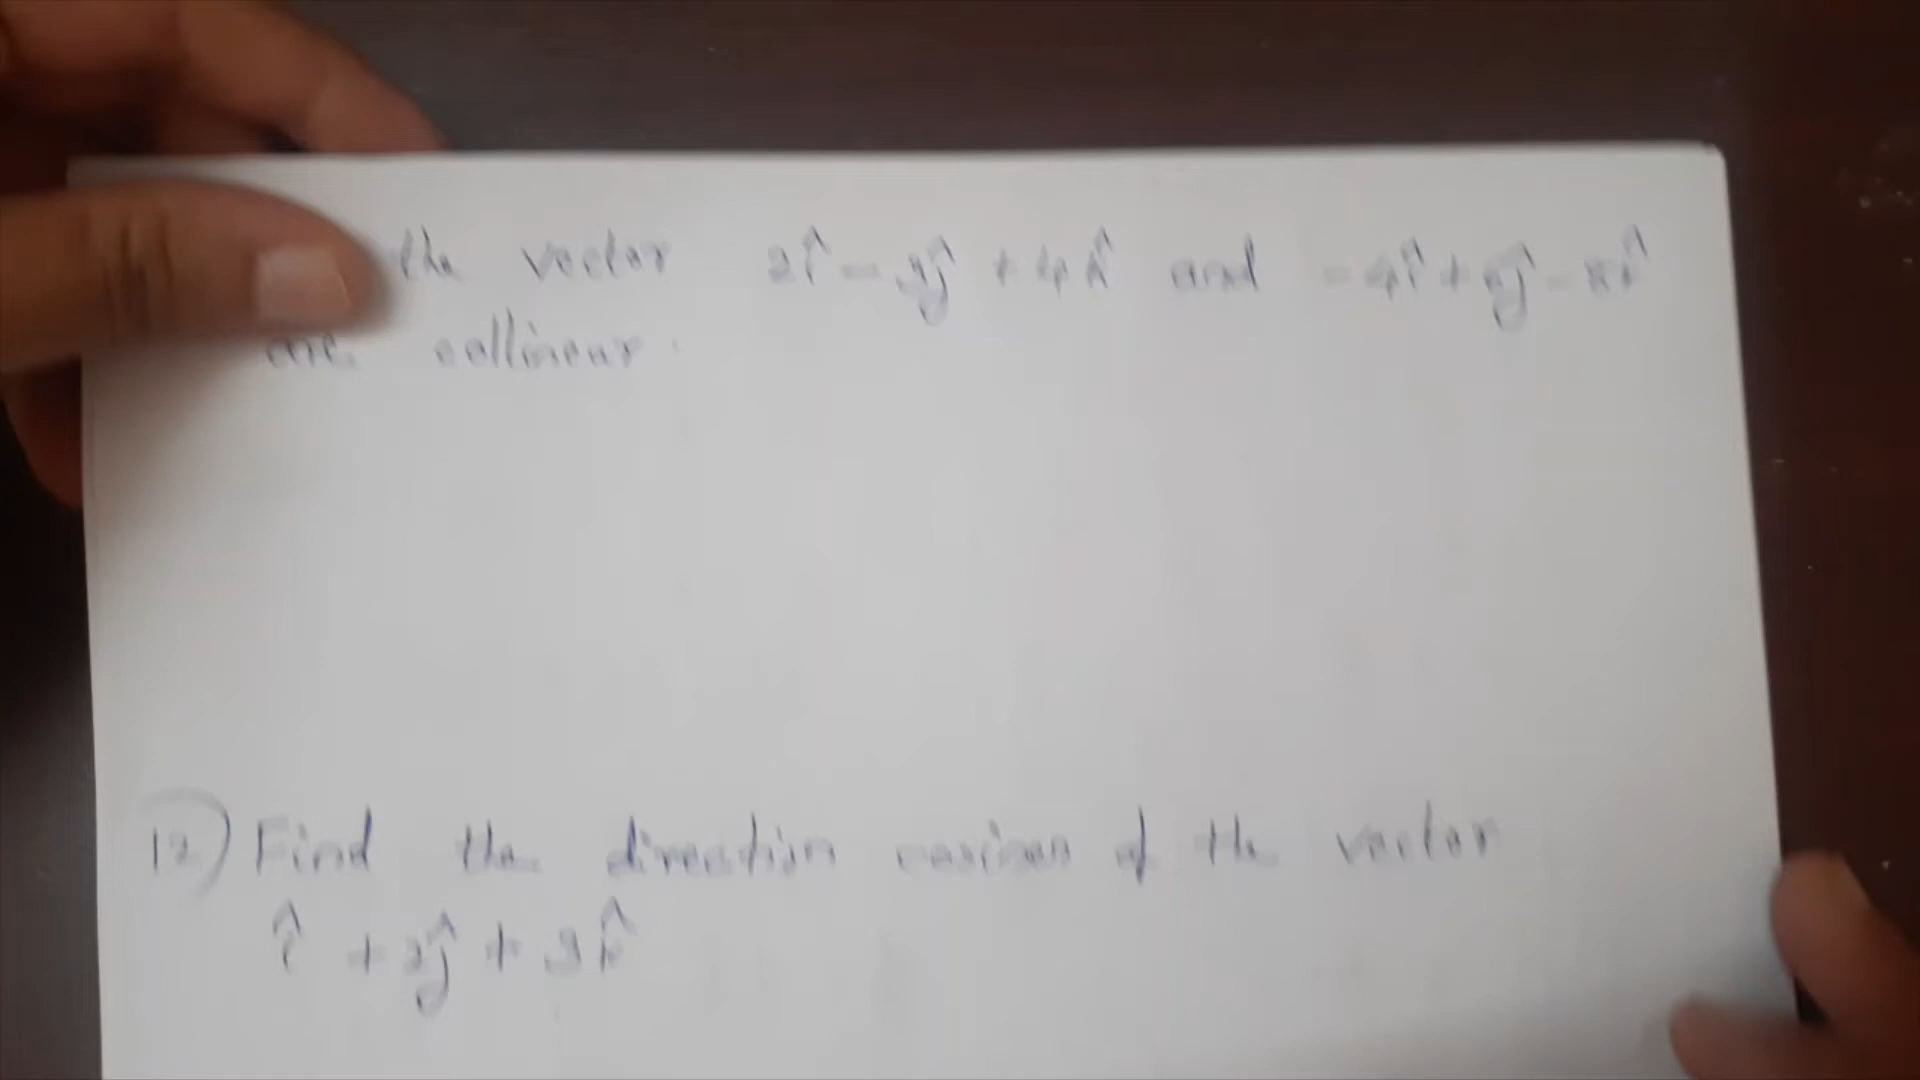 the vector 2î - 3ĵ + 4k̂ and -4î + 6ĵ - 8k̂
are collinear.
12) Find the direction cosines of the vector
î + 2ĵ + 3k̂